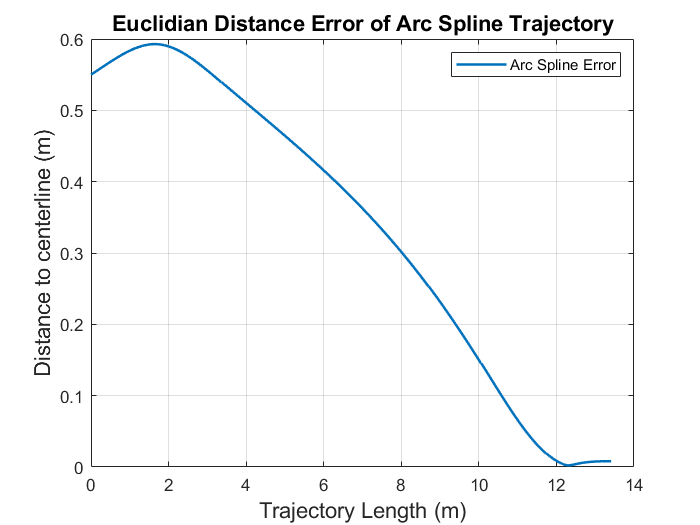 Euclidian Distance Error of Arc Spline Trajectory
Arc Spline Error
Distance to centerline (m)
0.6
0.5
0.4
0.3
0.2
0.1
0
0 2 4 6 8 10 12 14
Trajectory Length (m)